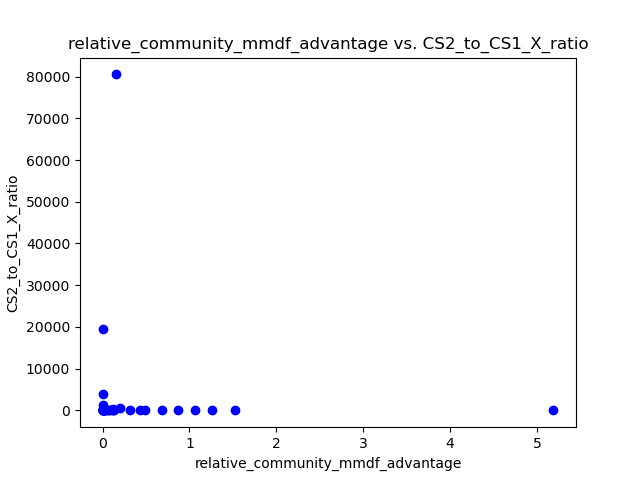 relative_community_mmdf_advantage vs. CS2_to_CS1_X_ratio
80000
70000
60000
50000
40000
30000
20000
10000
0
CS2_to_CS1_X_ratio
0 1 2 3 4 5
relative_community_mmdf_advantage